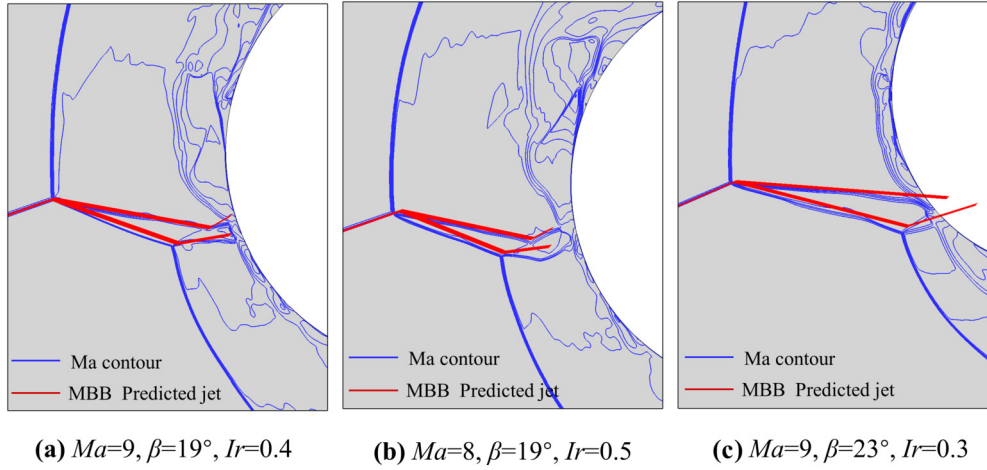 Ma contour
MBB Predicted jet
Ma contour
MBB Predicted jet
Ma contour
MBB Predicted jet
(a) Ma=9, β=19°, Ir=0.4
(b) Ma=8, β=19°, Ir=0.5
(c) Ma=9, β=23°, Ir=0.3